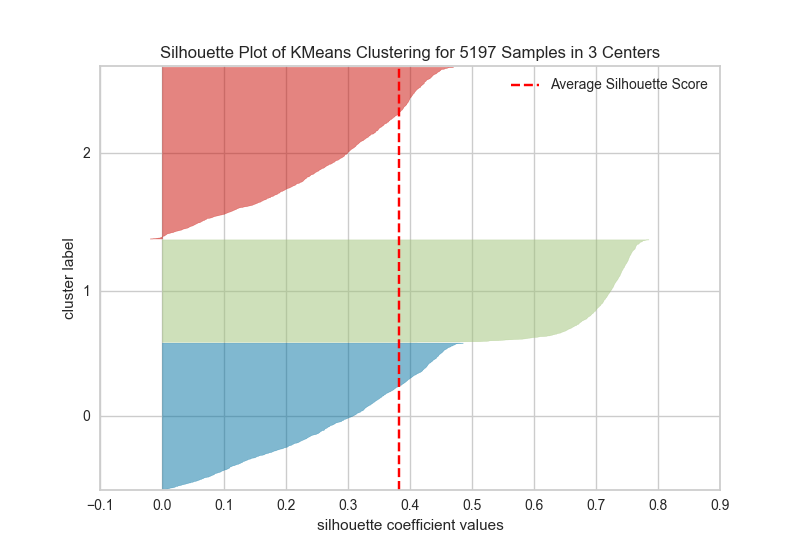 Silhouette Plot of KMeans Clustering for 5197 Samples in 3 Centers
Average Silhouette Score
2
1
0
cluster label
−0.1 0.0 0.1 0.2 0.3 0.4 0.5 0.6 0.7 0.8 0.9
silhouette coefficient values